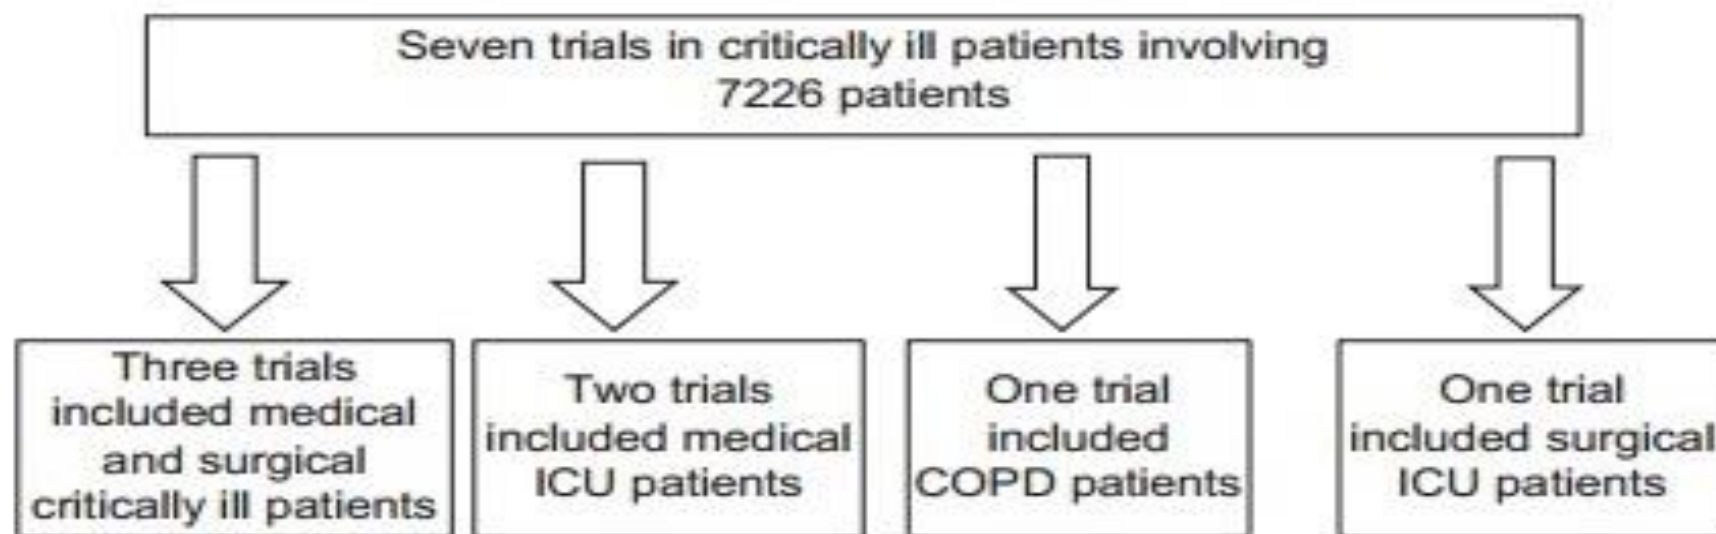 Seven trials in critically ill patients involving
7226 patients
Three trials
included medical
and surgical
critically ill patients
Two trials
included medical
ICU patients
One trial
included
COPD patients
One trial
included surgical
ICU patients